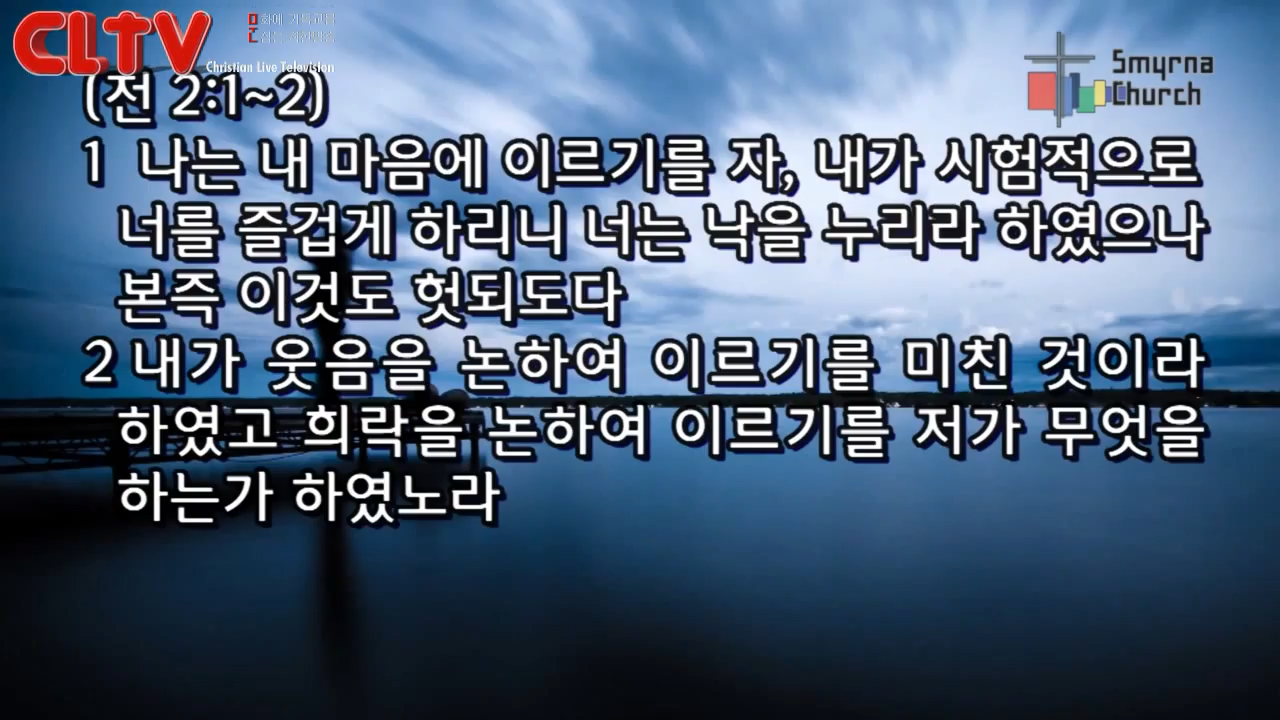 CLTV
Christian Live Television
Smyrna
Church
(전 2:1~2)
1 나는 내 마음에 이르기를 자, 내가 시험적으로
너를 즐겁게 하리니 너는 낙을 누리라 하였으나
본즉 이것도 헛되도다
2 내가 웃음을 논하여 이르기를 미친 것이라
하였고 희락을 논하여 이르기를 저가 무엇을
하는가 하였노라